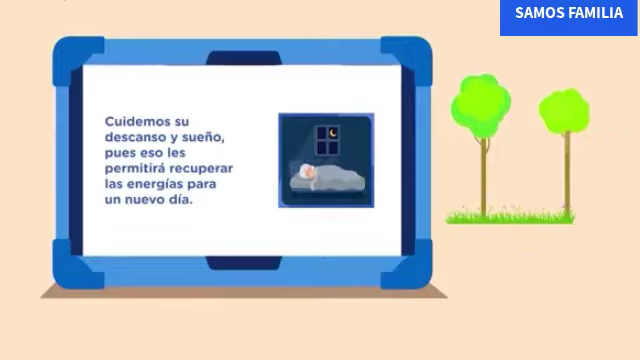 SAMOS FAMILIA
Cuidemos su
descanso y sueño,
pues eso les
permitirá recuperar
las energías para
un nuevo día.